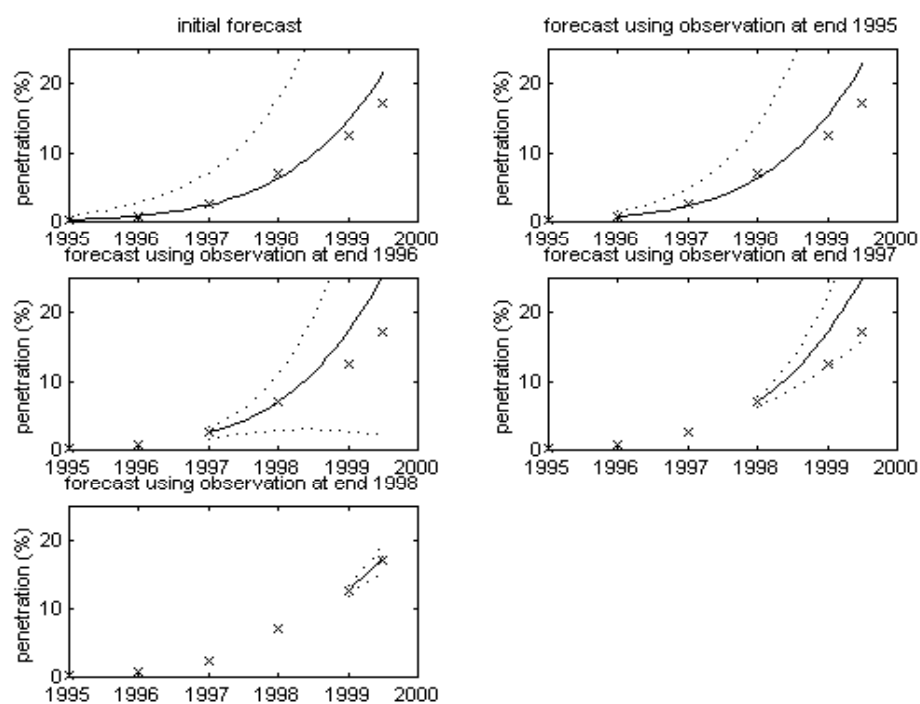 initial forecast
penetration (%)
20
10
0
1995 1996 1997 1998 1999 2000
forecast using observation at end 1995
penetration (%)
20
10
0
1995 1996 1997 1998 1999 2000
forecast using observation at end 1996
penetration (%)
20
10
0
1995 1996 1997 1998 1999 2000
forecast using observation at end 1997
penetration (%)
20
10
0
1995 1996 1997 1998 1999 2000
forecast using observation at end 1998
penetration (%)
20
10
0
1995 1996 1997 1998 1999 2000